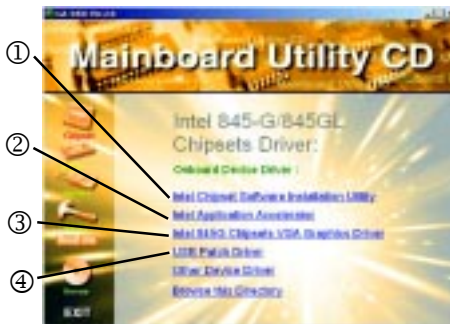 Mainboard Utility CD
Intel 845-G/845GL
Chipsets Driver:
Onboard Device Driver :
① Intel Chipset Software Installation Utility
② Intel Application Accelerator
③ Intel 845G Chipsets VGA Graphics Driver
④ USB Patch Driver
Other Device Driver
Browse this Directory
EXIT